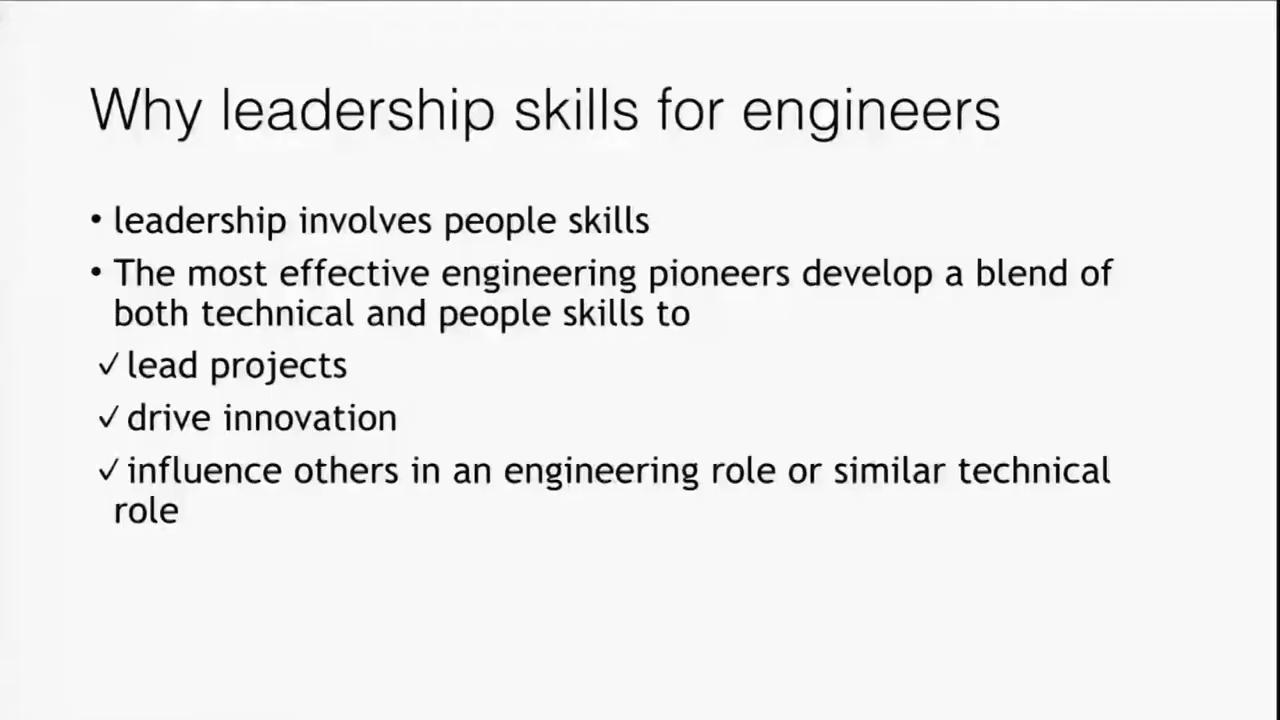 Why leadership skills for engineers
• leadership involves people skills
• The most effective engineering pioneers develop a blend of
both technical and people skills to
✓ lead projects
✓ drive innovation
✓ influence others in an engineering role or similar technical
role